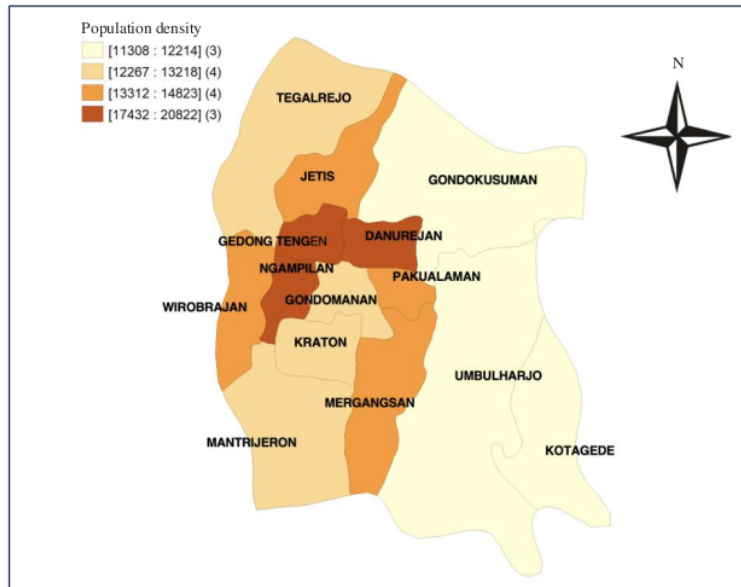 Population density
[11308 : 12214] (3)
[12267 : 13218] (4)
[13312 : 14823] (4)
[17432 : 20822] (3)
N
TEGALREJO
JETIS
GONDOKUSUMAN
GEDONG TENGEN
DANUREJAN
NGAMPILAN
PAKUALAMAN
WIROBRAJAN
GONDOMANAN
KRATON
UMBULHARJO
MERGANGSAN
MANTRIJERON
KOTAGEDE